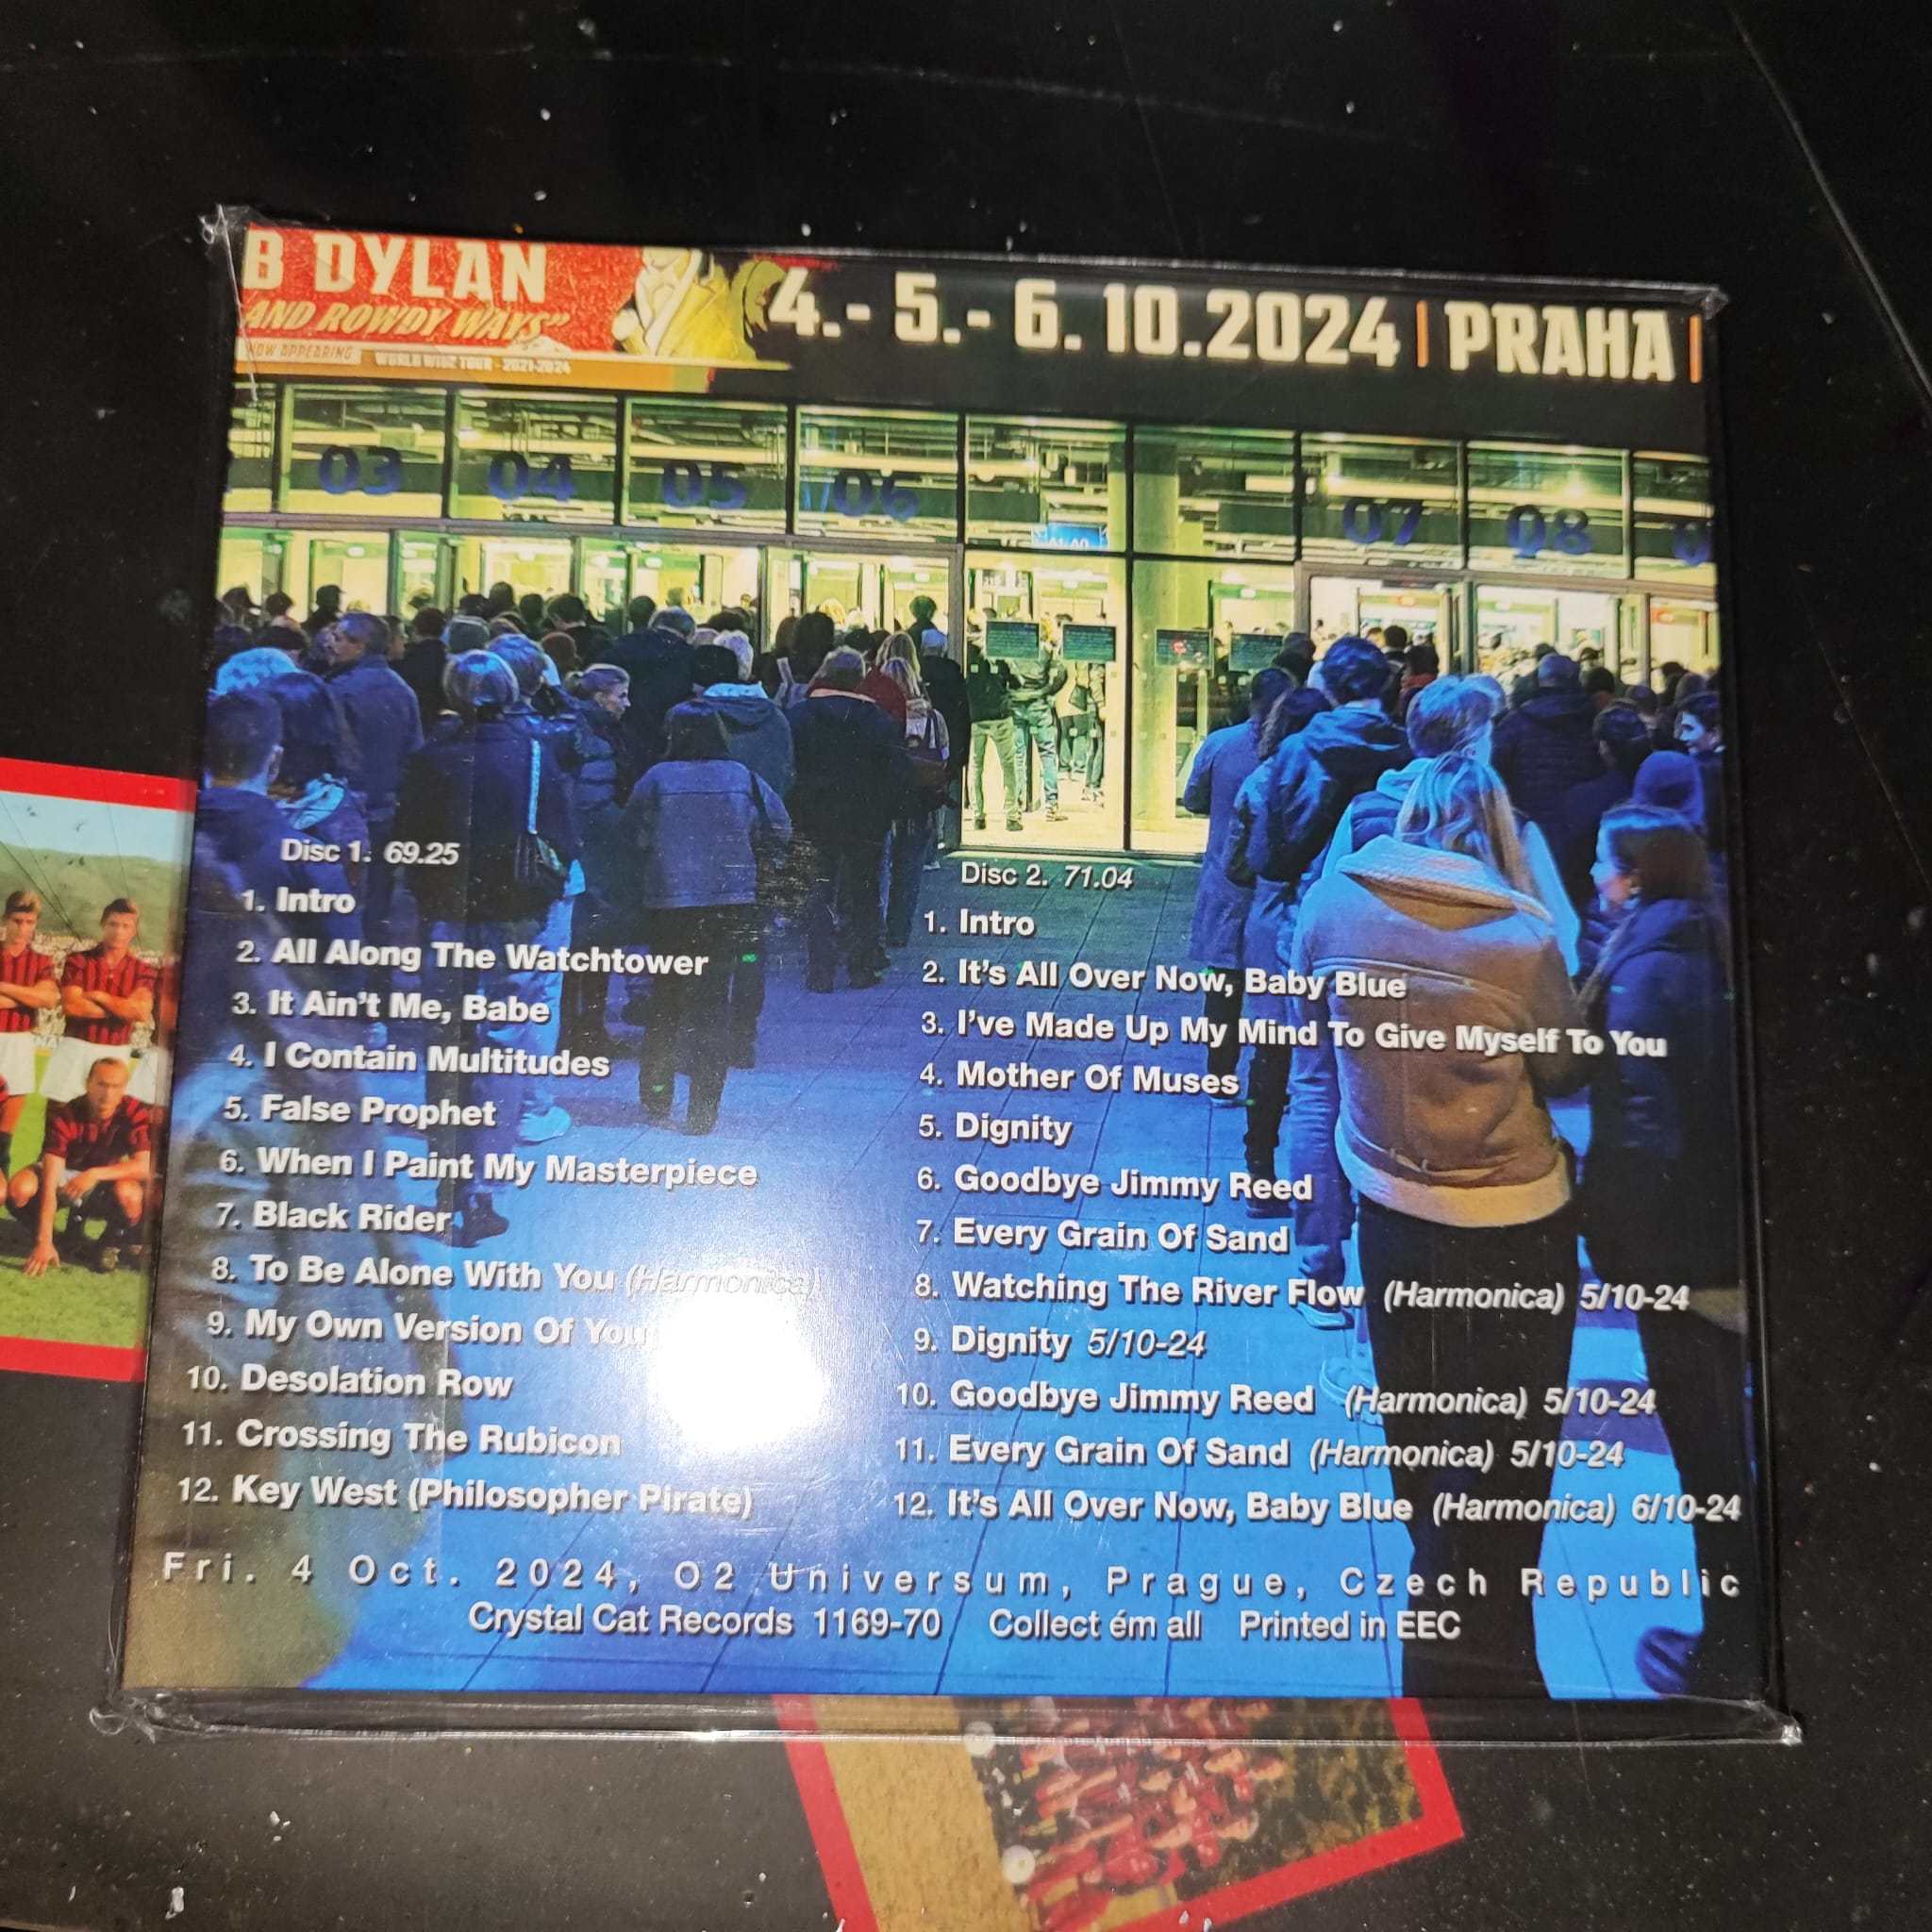 B DYLAN
AND ROWDY WAYS"
NOW APPEARING WORLD WIDE TOUR - 2021-2024
4.- 5.- 6. 10.2024 | PRAHA |
03 04 05 06 07 08
Disc 1. 69.25
1. Intro
2. All Along The Watchtower
3. It Ain't Me, Babe
4. I Contain Multitudes
5. False Prophet
6. When I Paint My Masterpiece
7. Black Rider
8. To Be Alone With You (Harmonica)
9. My Own Version Of You
10. Desolation Row
11. Crossing The Rubicon
12. Key West (Philosopher Pirate)
Disc 2. 71.04
1. Intro
2. It's All Over Now, Baby Blue
3. I've Made Up My Mind To Give Myself To You
4. Mother Of Muses
5. Dignity
6. Goodbye Jimmy Reed
7. Every Grain Of Sand
8. Watching The River Flow (Harmonica) 5/10-24
9. Dignity 5/10-24
10. Goodbye Jimmy Reed (Harmonica) 5/10-24
11. Every Grain Of Sand (Harmonica) 5/10-24
12. It's All Over Now, Baby Blue (Harmonica) 6/10-24
Fri. 4 Oct. 2024, O2 Universum, Prague, Czech Republic
Crystal Cat Records 1169-70 Collect ém all Printed in EEC